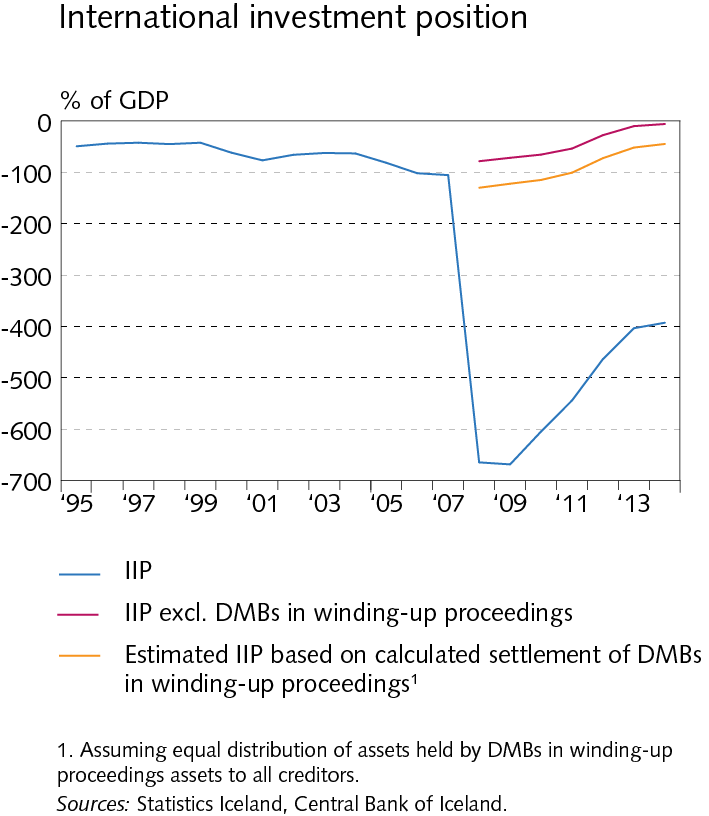 International investment position
% of GDP
0
-100
-200
-300
-400
-500
-600
-700
‘95 ‘97 ‘99 ‘01 ‘03 ‘05 ‘07 ‘09 ‘11 ‘13
IIP
IIP excl. DMBs in winding-up proceedings
Estimated IIP based on calculated settlement of DMBs
in winding-up proceedings¹
1. Assuming equal distribution of assets held by DMBs in winding-up
proceedings assets to all creditors.
Sources: Statistics Iceland, Central Bank of Iceland.